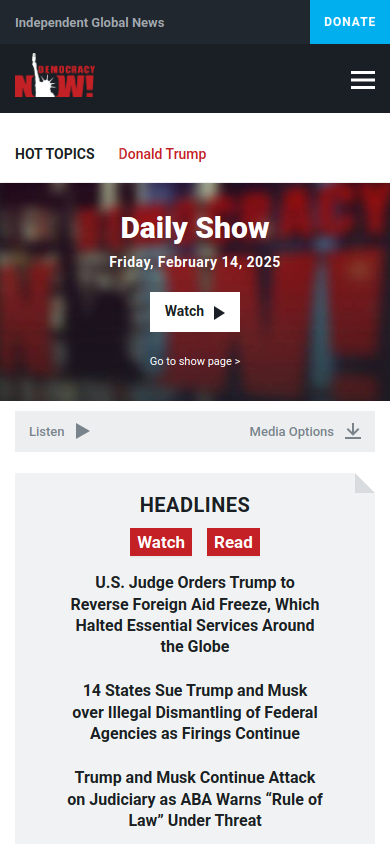 Independent Global News
DONATE
DEMOCRACY
NOW!
HOT TOPICS
Donald Trump
Daily Show
Friday, February 14, 2025
Watch
Go to show page >
Listen
Media Options
HEADLINES
Watch
Read
U.S. Judge Orders Trump to
Reverse Foreign Aid Freeze, Which
Halted Essential Services Around
the Globe
14 States Sue Trump and Musk
over Illegal Dismantling of Federal
Agencies as Firings Continue
Trump and Musk Continue Attack
on Judiciary as ABA Warns “Rule of
Law” Under Threat